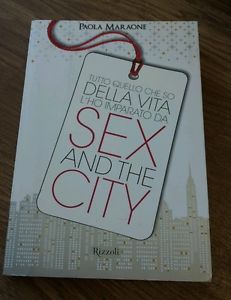 PAOLA MARAONE
TUTTO QUELLO CHE SO
DELLA VITA
L'HO IMPARATO DA
SEX
AND THE
CITY
Rizzoli